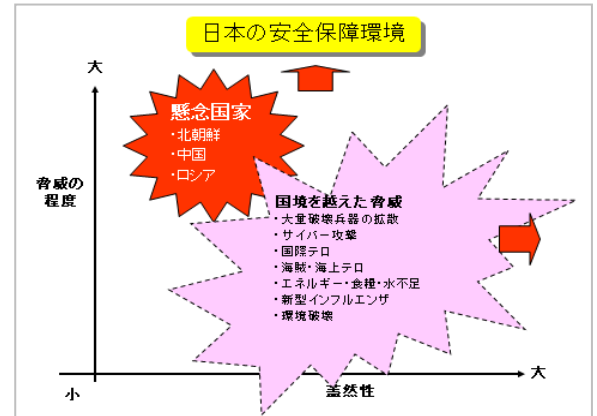 日本の安全保障環境
大
懸念国家
・北朝鮮
・中国
・ロシア
脅威の
程度
国境を越えた脅威
・大量破壊兵器の拡散
・サイバー攻撃
・国際テロ
・海賊・海上テロ
・エネルギー・食糧・水不足
・新型インフルエンザ
・環境破壊
大
小
蓋然性